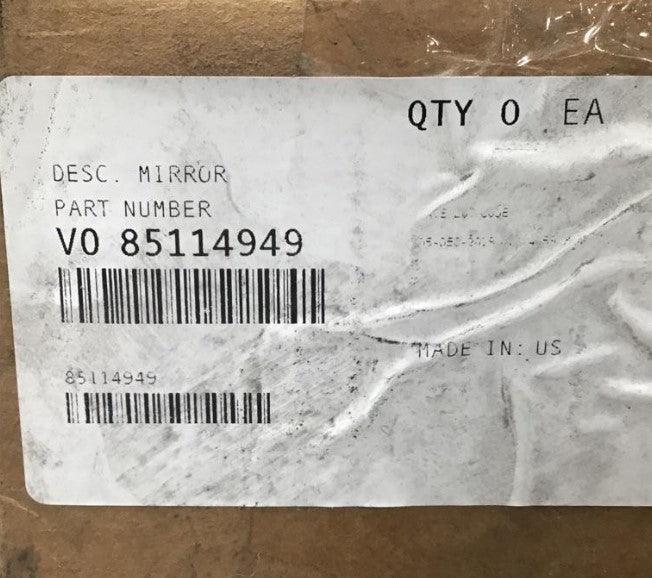 QTY 0 EA
DESC. MIRROR
PART NUMBER
VO 85114949
MADE IN: US
85114949